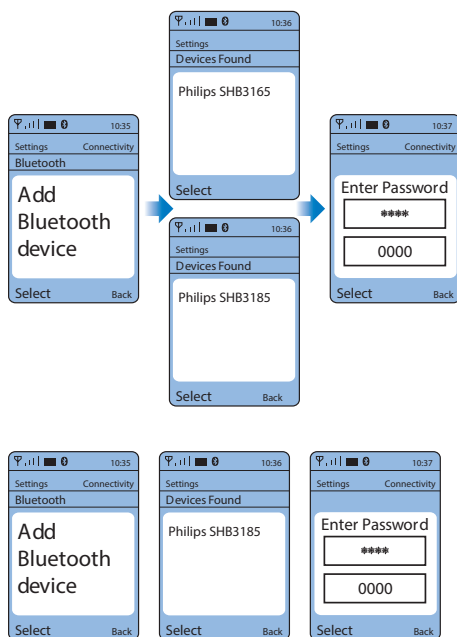 10:36
Settings
Devices Found
Philips SHB3165
Select
10:35
Settings Connectivity
Bluetooth
Add
Bluetooth
device
Select Back
10:36
Settings
Devices Found
Philips SHB3185
Select Back
10:37
Settings Connectivity
Enter Password
****
0000
Select Back
10:35
Settings Connectivity
Bluetooth
Add
Bluetooth
device
Select Back
10:36
Settings
Devices Found
Philips SHB3185
Select Back
10:37
Settings Connectivity
Enter Password
****
0000
Select Back